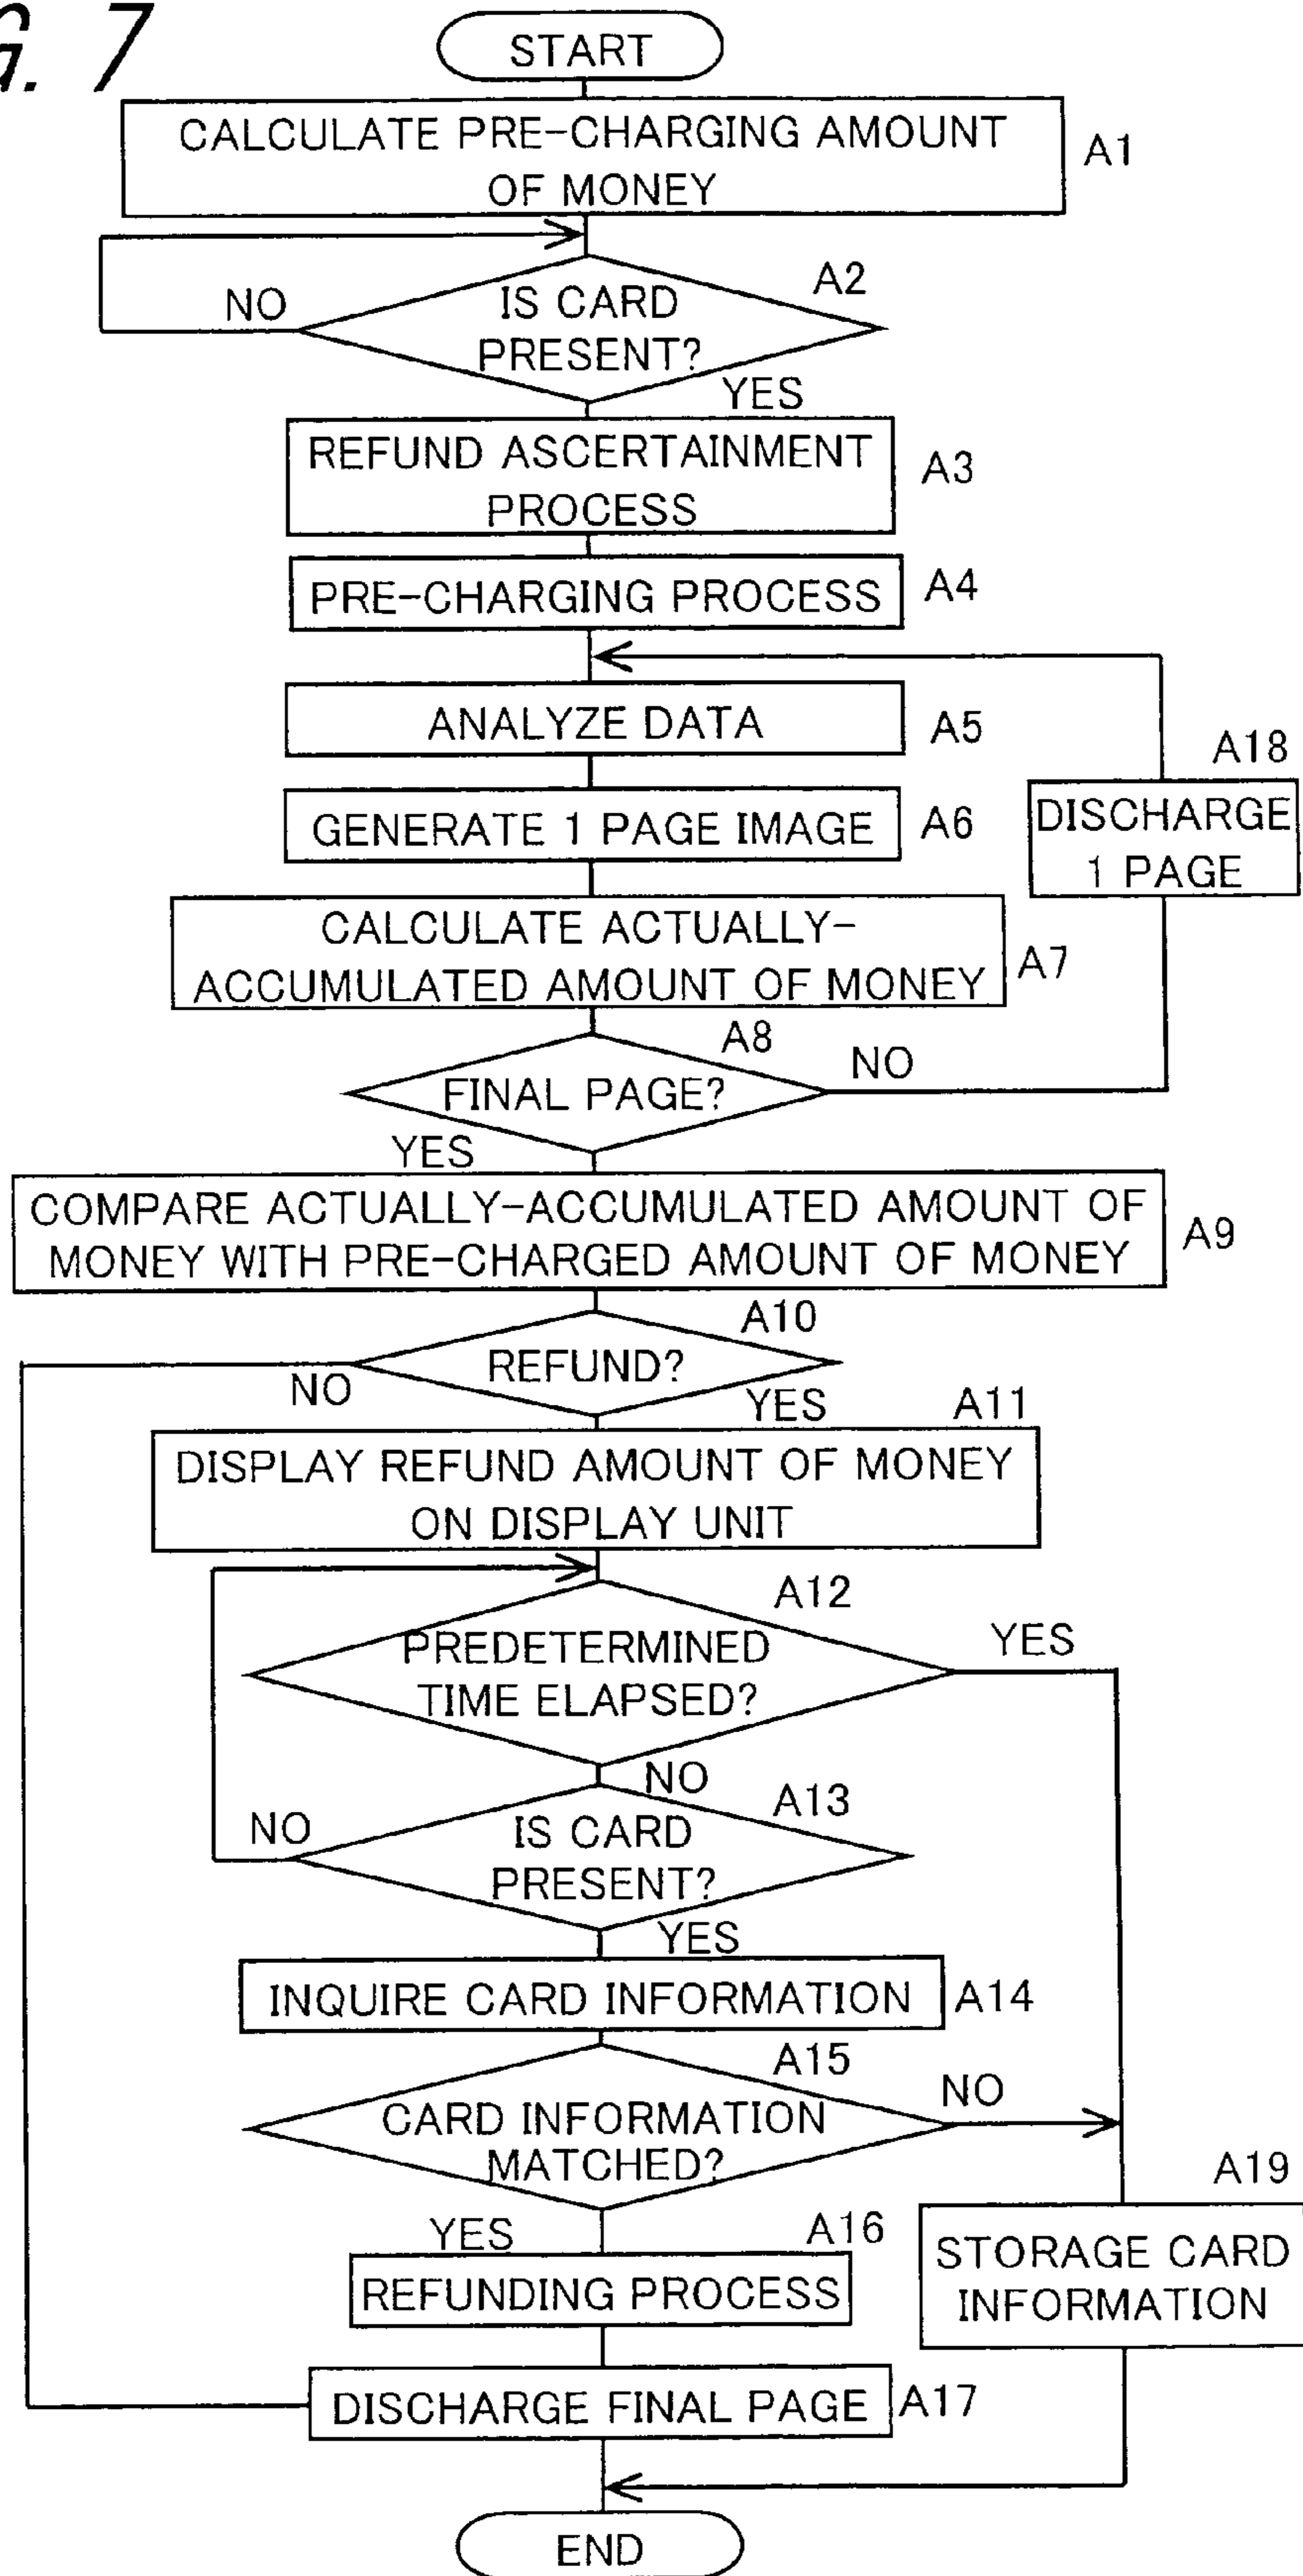 G. 7
START
CALCULATE PRE-CHARGING AMOUNT
OF MONEY
A1
A2
NO
IS CARD
PRESENT?
YES
REFUND ASCERTAINMENT
PROCESS
A3
PRE-CHARGING PROCESS
A4
ANALYZE DATA
A5
A18
DISCHARGE
1 PAGE
GENERATE 1 PAGE IMAGE
A6
CALCULATE ACTUALLY-
ACCUMULATED AMOUNT OF MONEY
A7
A8
FINAL PAGE?
NO
YES
COMPARE ACTUALLY-ACCUMULATED AMOUNT OF
MONEY WITH PRE-CHARGED AMOUNT OF MONEY
A9
A10
REFUND?
NO
YES
A11
DISPLAY REFUND AMOUNT OF MONEY
ON DISPLAY UNIT
A12
PREDETERMINED
TIME ELAPSED?
YES
NO
A13
NO
IS CARD
PRESENT?
YES
INQUIRE CARD INFORMATION
A14
A15
CARD INFORMATION
MATCHED?
NO
YES
A16
REFUNDING PROCESS
A19
STORAGE CARD
INFORMATION
DISCHARGE FINAL PAGE
A17
END